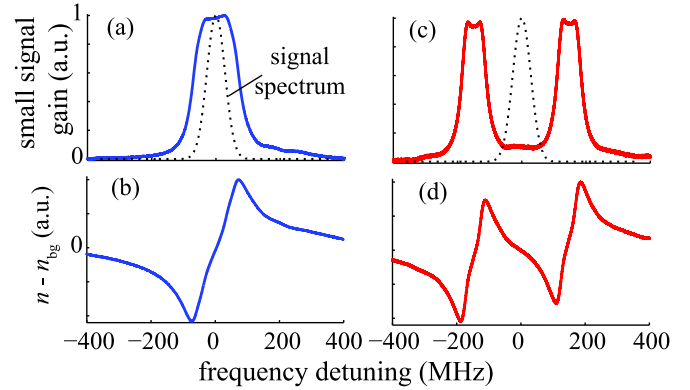 (a)
(c)
1
0
small signal
gain (a.u.)
signal
spectrum
(b)
(d)
0
n - nbg (a.u.)
−400 −200 0 200 400
−400 −200 0 200 400
frequency detuning (MHz)